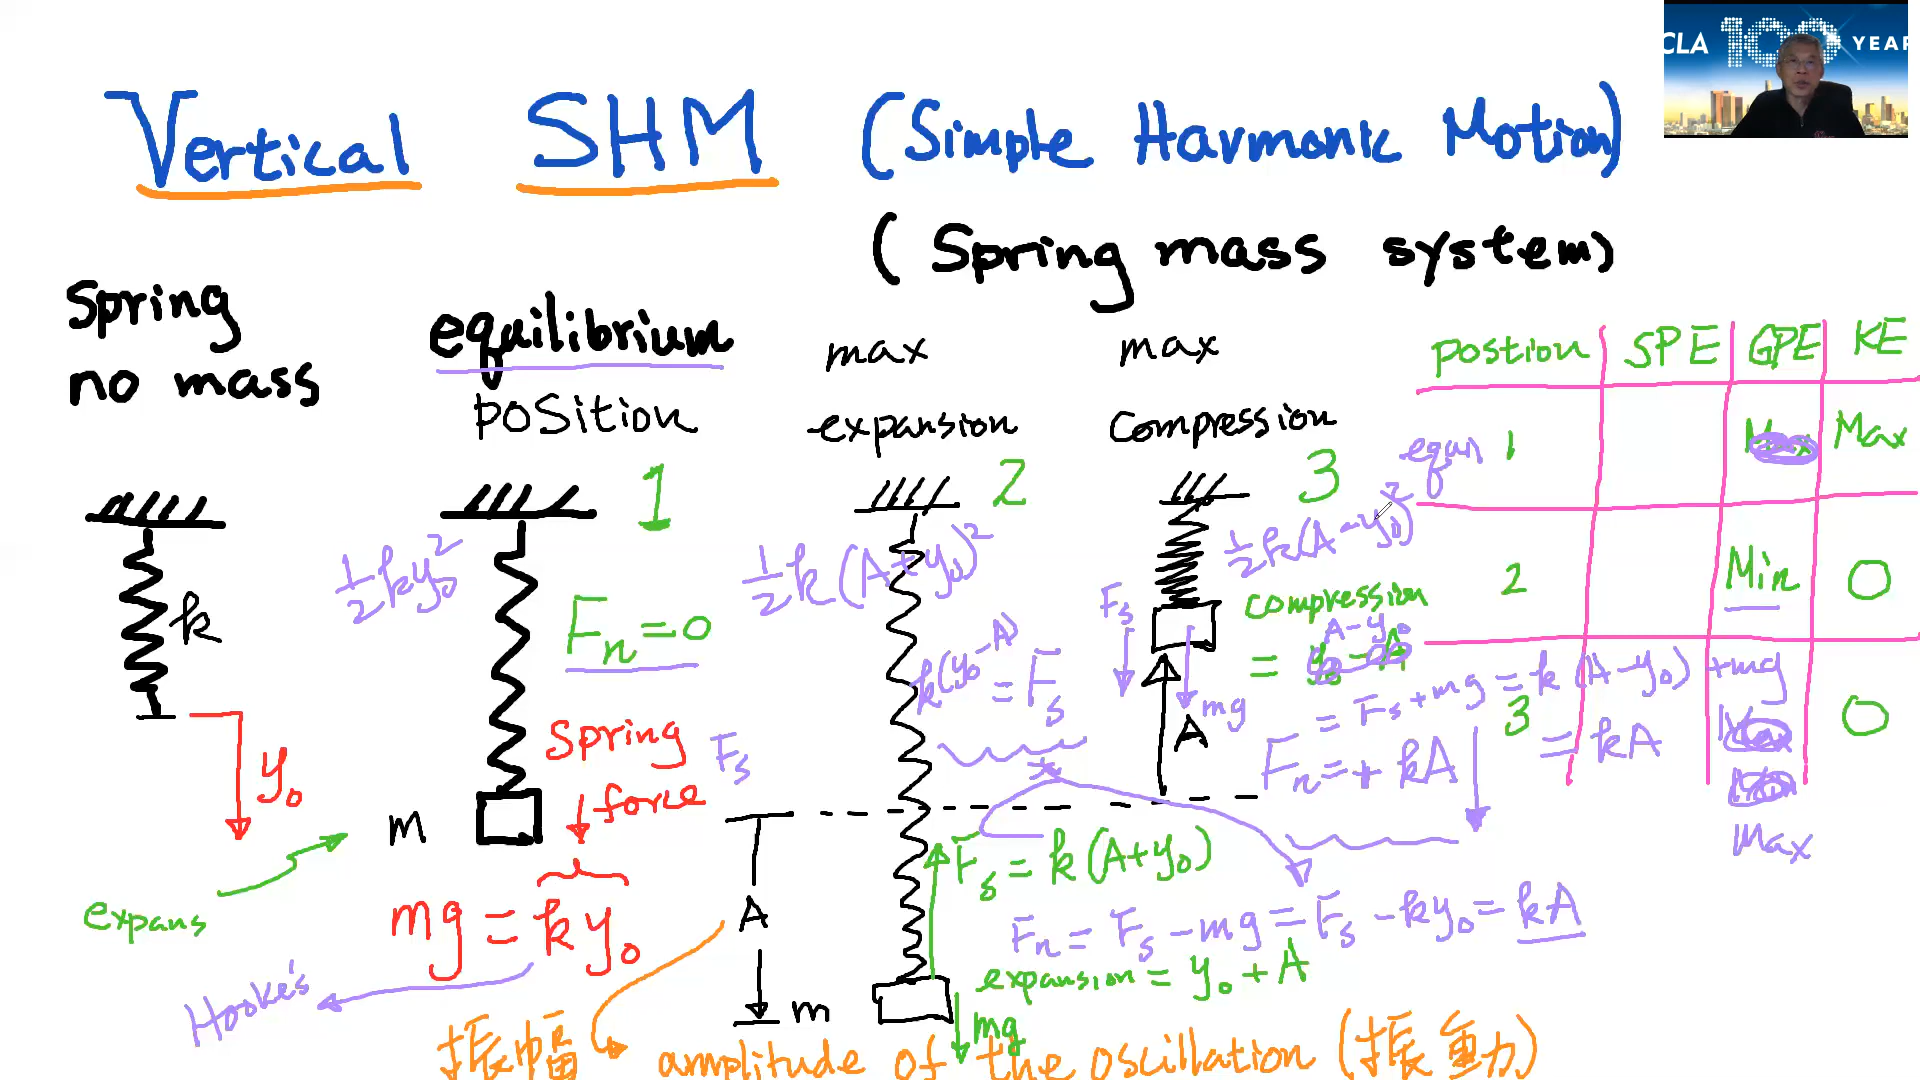 CLA 100 YEAR
Vertical SHM (Simple Harmonic Motion)
(Spring mass system)
Spring
no mass
equilibrium
position
max
expansion
max
compression
postion SPE GPE KE
equi 1 Max
2 Min 0
3 0
Max
1
2
3
k
y₀
½ky₀²
Fn=0
½k(A+y₀)²
½k(A-y₀)²
Fs
mg
A
compression
A-y₀
=
k(y₀-A)
= Fs
= Fs+mg = k(A-y₀)+mg
Fn=+kA
= kA
Spring
force
Fs
m
mg = ky₀
Hooke's
expans
A
m
Fs = k(A+y₀)
Fn = Fs-mg = Fs-ky₀ = kA
expansion = y₀+A
mg
振幅 amplitude of the oscillation (振動)